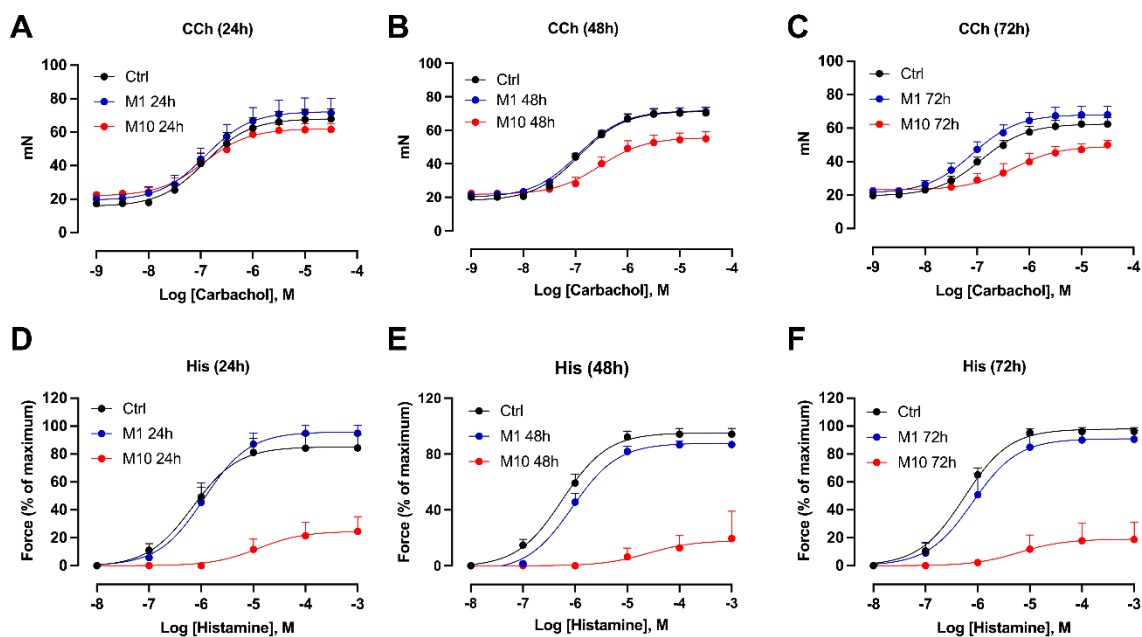 A
CCh (24h)
Ctrl
M1 24h
M10 24h
mN
100
80
60
40
20
0
-9
-8
-7
-6
-5
-4
Log [Carbachol], M
B
CCh (48h)
Ctrl
M1 48h
M10 48h
mN
100
80
60
40
20
0
-9
-8
-7
-6
-5
-4
Log [Carbachol], M
C
CCh (72h)
Ctrl
M1 72h
M10 72h
mN
100
80
60
40
20
0
-9
-8
-7
-6
-5
-4
Log [Carbachol], M
D
His (24h)
Ctrl
M1 24h
M10 24h
Force (% of maximum)
120
100
80
60
40
20
0
-8
-7
-6
-5
-4
-3
Log [Histamine], M
E
His (48h)
Ctrl
M1 48h
M10 48h
Force (% of maximum)
120
80
40
0
-8
-7
-6
-5
-4
-3
Log [Histamine], M
F
His (72h)
Ctrl
M1 72h
M10 72h
Force (% of maximum)
120
100
80
60
40
20
0
-8
-7
-6
-5
-4
-3
Log [Histamine], M